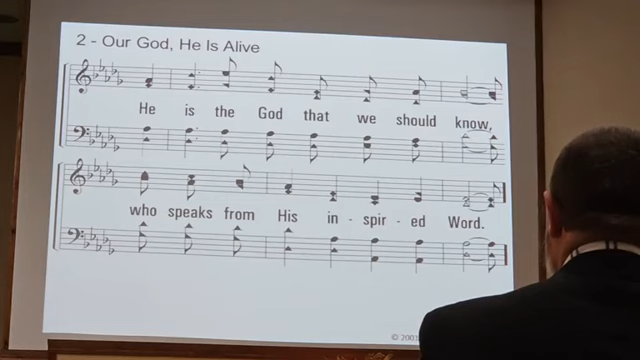 2 - Our God, He Is Alive
He is the God that we should know,
who speaks from His in - spir - ed Word.
© 2001